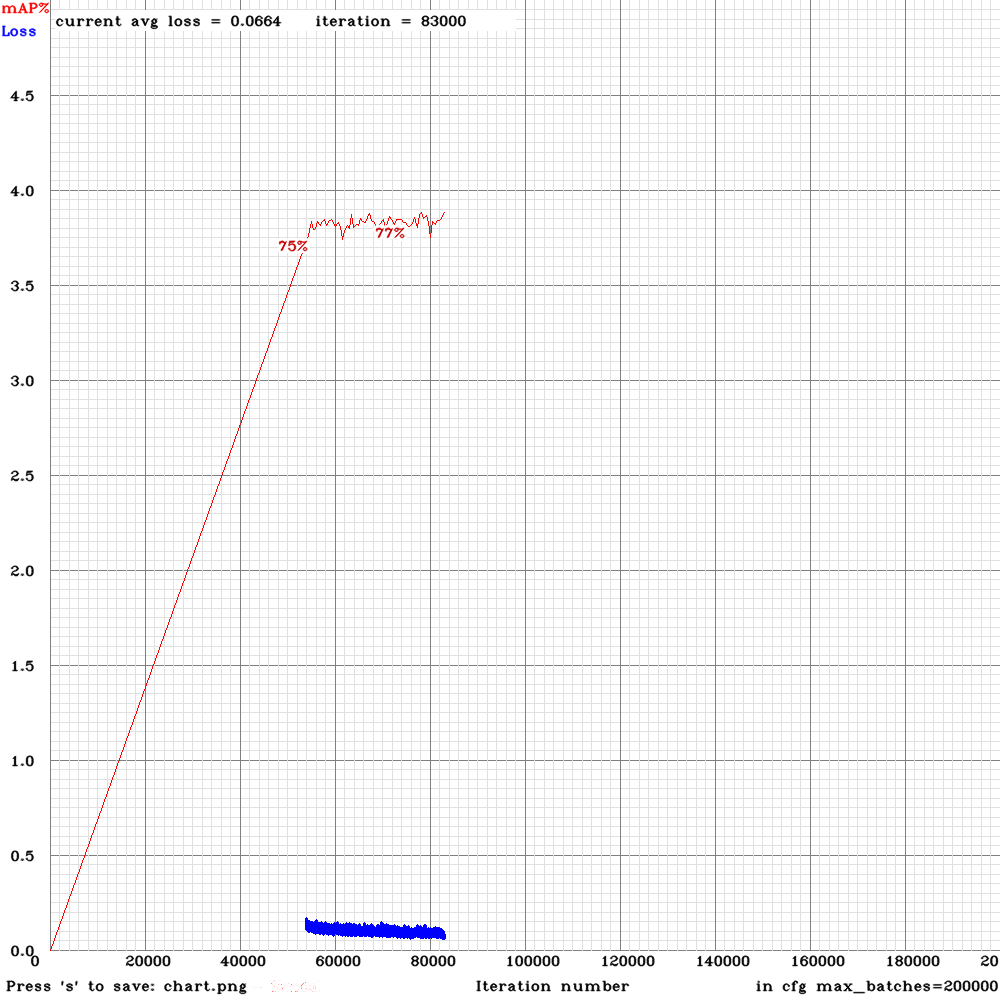 mAP%
current avg loss = 0.0664 iteration = 83000
Loss
4.5
4.0
77%
75%
3.5
3.0
2.5
2.0
1.5
1.0
0.5
0.0
0 20000 40000 60000 80000 100000 120000 140000 160000 180000 20
Press 's' to save: chart.png Iteration number in cfg max_batches=200000